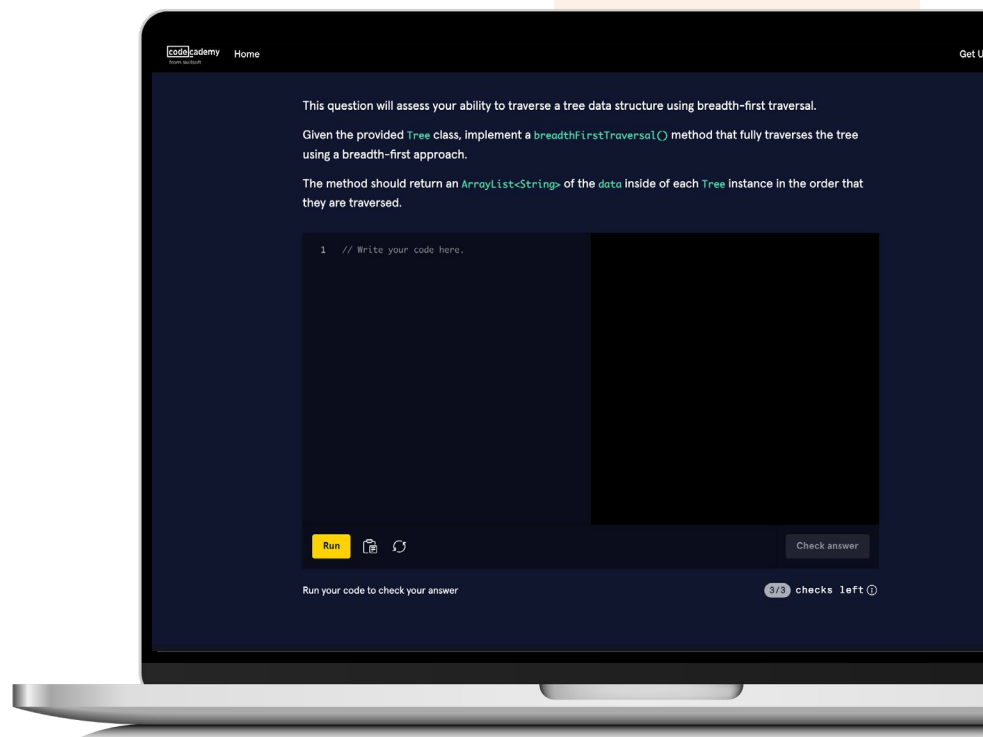 codecademy
from skillsoft
Home
Get U
This question will assess your ability to traverse a tree data structure using breadth-first traversal.
Given the provided Tree class, implement a breadthFirstTraversal() method that fully traverses the tree
using a breadth-first approach.
The method should return an ArrayList<String> of the data inside of each Tree instance in the order that
they are traversed.
1 // Write your code here.
Run
Check answer
Run your code to check your answer
3/3 checks left